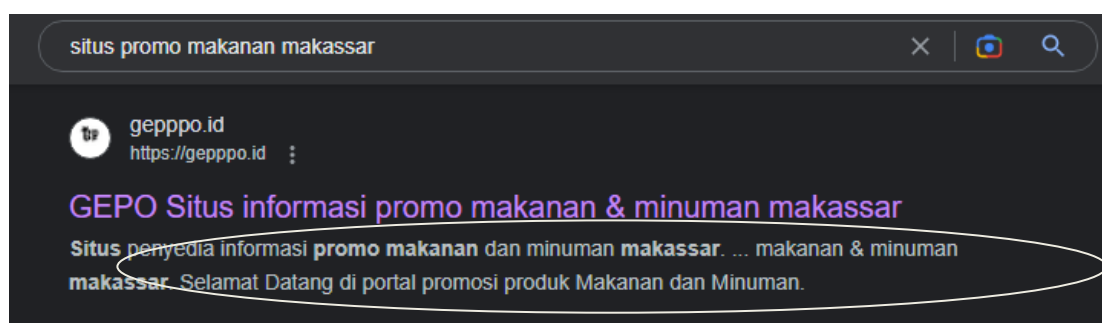 situs promo makanan makassar
gepppo.id
https://gepppo.id
GEPO Situs informasi promo makanan & minuman makassar
Situs penyedia informasi promo makanan dan minuman makassar. ... makanan & minuman
makassar. Selamat Datang di portal promosi produk Makanan dan Minuman.